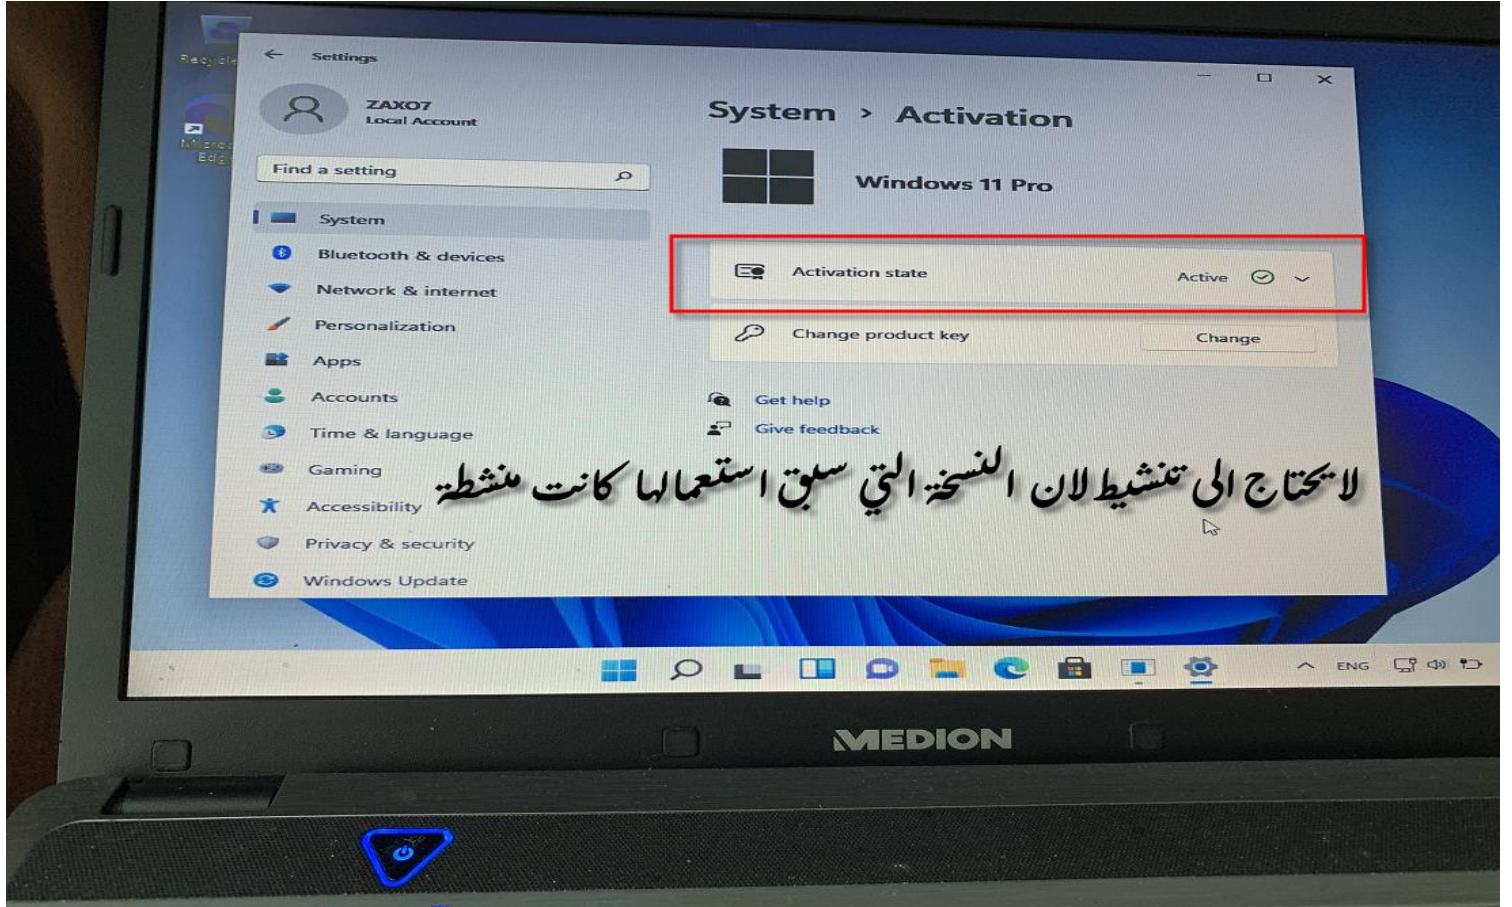 Settings
ZAXO7
Local Account
Find a setting
System
Bluetooth & devices
Network & internet
Personalization
Apps
Accounts
Time & language
Gaming
Accessibility
Privacy & security
Windows Update
System > Activation
Windows 11 Pro
Activation state
Active
Change product key
Change
Get help
Give feedback
لا يحتاج الى تنشيط لان النسخة التي سبق استعمالها كانت منشطة
ENG
MEDION